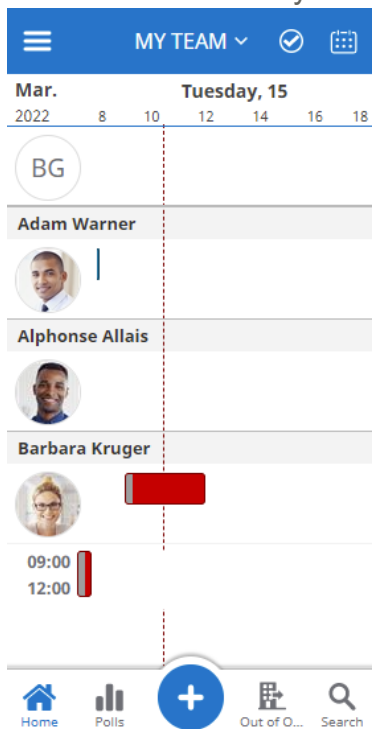 MY TEAM
Mar. Tuesday, 15
2022 8 10 12 14 16 18
BG
Adam Warner
Alphonse Allais
Barbara Kruger
09:00
12:00
Home Polls Out of O... Search